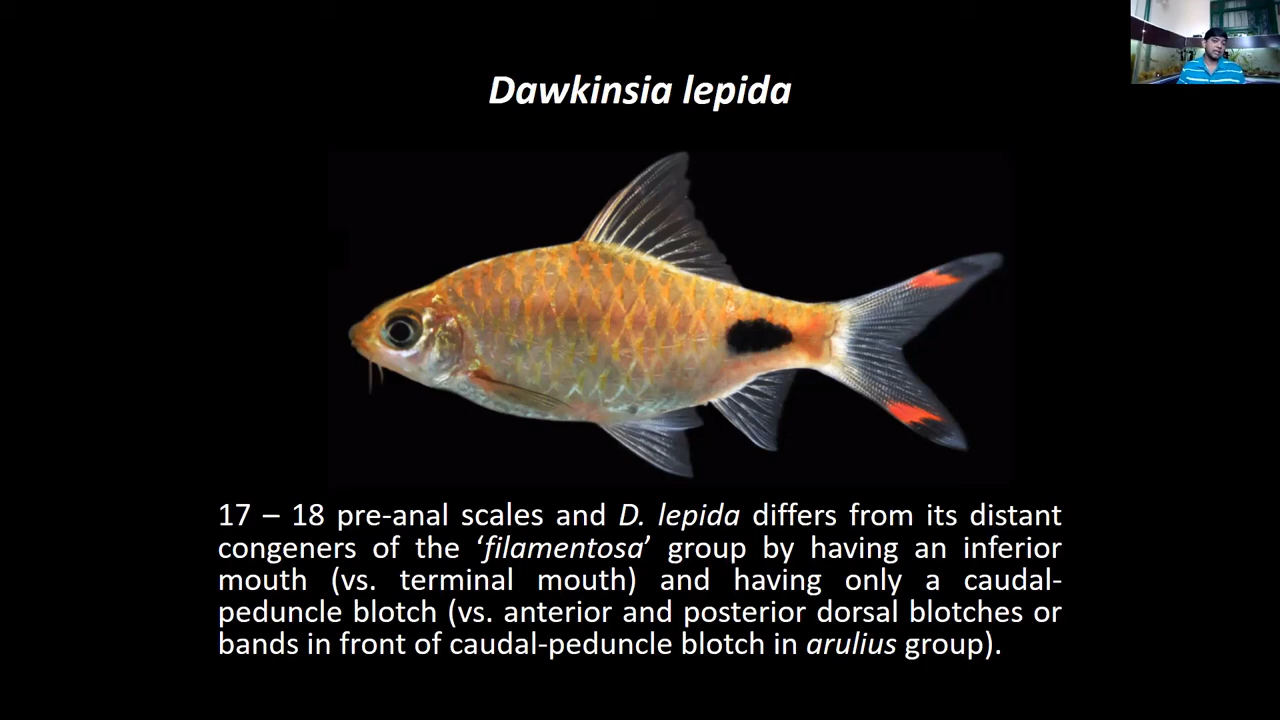 Dawkinsia lepida
17 – 18 pre-anal scales and D. lepida differs from its distant
congeners of the ‘filamentosa’ group by having an inferior
mouth (vs. terminal mouth) and having only a caudal-
peduncle blotch (vs. anterior and posterior dorsal blotches or
bands in front of caudal-peduncle blotch in arulius group).